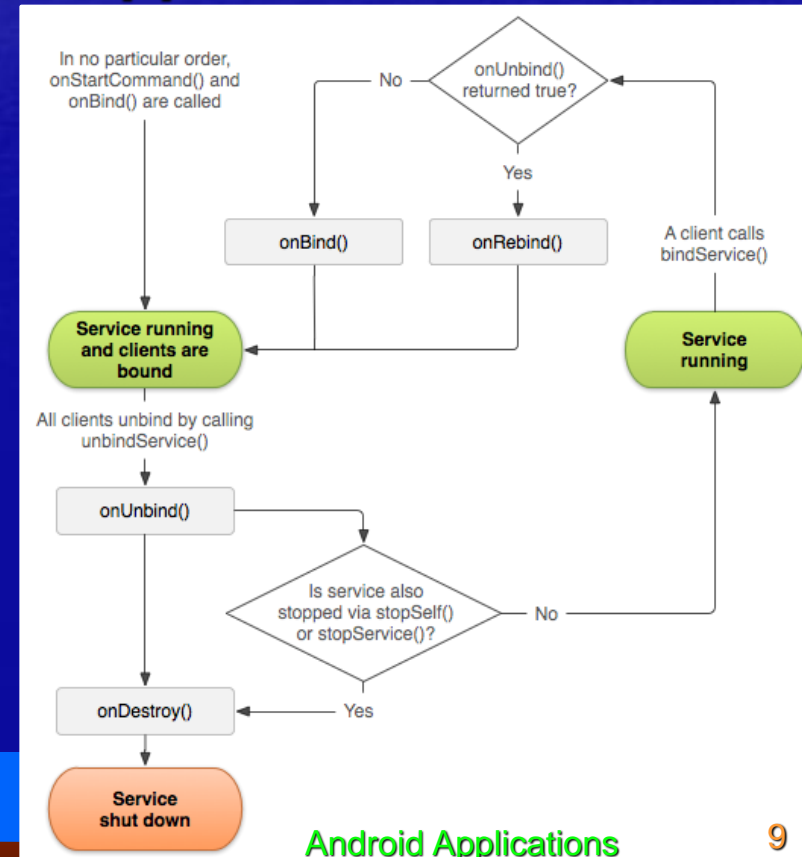 In no particular order,
onStartCommand() and
onBind() are called
onUnbind()
returned true?
No
Yes
onBind()
onRebind()
A client calls
bindService()
Service running
and clients are
bound
Service
running
All clients unbind by calling
unbindService()
onUnbind()
Is service also
stopped via stopSelf()
or stopService()?
No
Yes
onDestroy()
Service
shut down
Android Applications
9